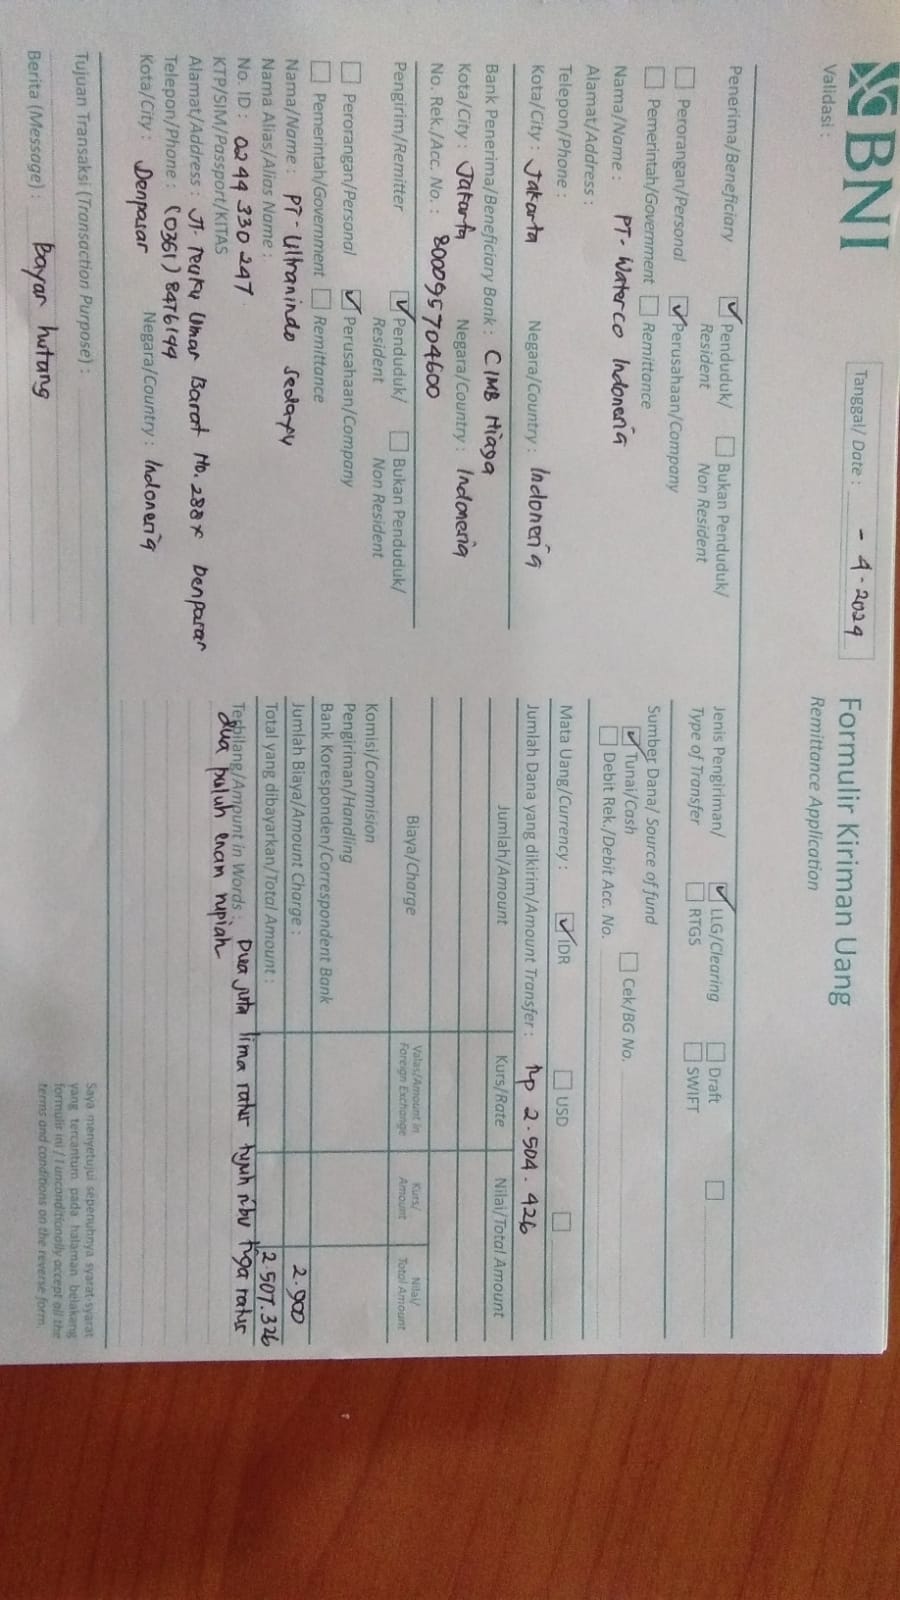 BNI
Formulir Kiriman Uang
Remittance Application
Tanggal/ Date : - 4 - 2024
Validasi :
Penerima/Beneficiary ✓ Penduduk/ Resident Bukan Penduduk/ Non Resident
Perorangan/Personal ✓ Perusahaan/Company
Pemerintah/Government Remittance
Nama/Name : PT. Waterco Indonesia
Alamat/Address :
Telepon/Phone :
Kota/City : Jakarta Negara/Country : Indonesia
Bank Penerima/Beneficiary Bank : CIMB Niaga
Kota/City : Jakarta Negara/Country : Indonesia
No. Rek./Acc. No. : 800095704600
Pengirim/Remitter ✓ Penduduk/ Resident Bukan Penduduk/ Non Resident
Perorangan/Personal ✓ Perusahaan/Company
Pemerintah/Government Remittance
Nama/Name : PT. Ultranindo Sedayu
Nama Alias/Alias Name :
No. ID : 0244 330 247
KTP/SIM/Passport/KITAS
Alamat/Address : Jl. Teuku Umar Barat No. 288x Denpasar
Telepon/Phone : (0361) 8476199
Kota/City : Denpasar Negara/Country : Indonesia
Tujuan Transaksi (Transaction Purpose) :
Berita (Message) : bayar hutang
Jenis Pengiriman/ Type of Transfer ✓ LLG/Clearing Draft
RTGS SWIFT
Sumber Dana/ Source of fund
✓ Tunai/Cash Cek/BG No.
Debit Rek./Debit Acc. No.
Mata Uang/Currency : ✓ IDR USD
Jumlah Dana yang dikirim/Amount Transfer : Rp 2.504.426
Jumlah/Amount Kurs/Rate Nilai/Total Amount
Biaya/Charge Valas/Amount in Foreign Exchange Kurs/ Amount Nilai/ Total Amount
Komisi/Commision
Pengiriman/Handling
Bank Koresponden/Correspondent Bank
Jumlah Biaya/Amount Charge : 2.900
Total yang dibayarkan/Total Amount : 2.507.326
Terbilang/Amount in Words : Dua juta lima ratus tujuh ribu tiga ratus
dua puluh enam rupiah
Saya menyetujui sepenuhnya syarat-syarat
yang tercantum pada halaman belakang
formulir ini / I unconditionally accept all the
terms and conditions on the reverse form.